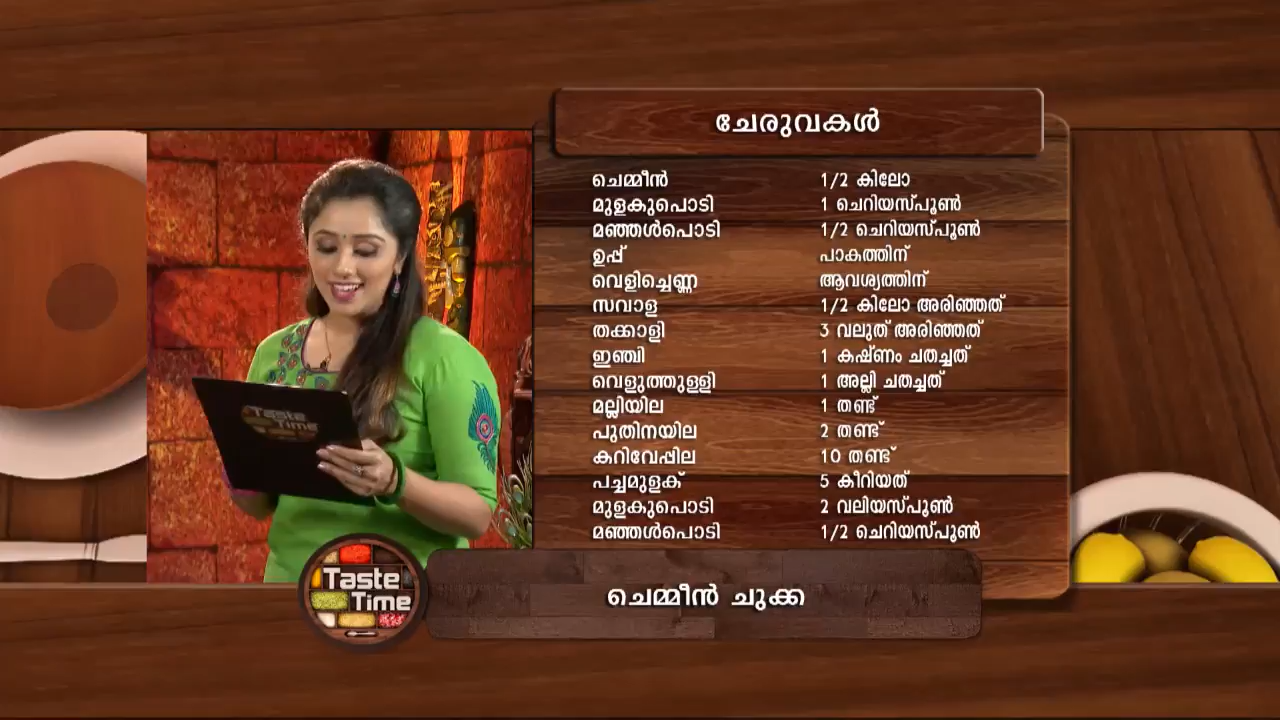 ചേരുവകൾ
ചെമ്മീൻ 1/2 കിലോ
മുളകുപൊടി 1 ചെറിയസ്പൂൺ
മഞ്ഞൾപൊടി 1/2 ചെറിയസ്പൂൺ
ഉപ്പ് പാകത്തിന്
വെളിച്ചെണ്ണ ആവശ്യത്തിന്
സവാള 1/2 കിലോ അരിഞ്ഞത്
തക്കാളി 3 വലുത് അരിഞ്ഞത്
ഇഞ്ചി 1 കഷ്ണം ചതച്ചത്
വെളുത്തുള്ളി 1 അല്ലി ചതച്ചത്
മല്ലിയില 1 തണ്ട്
പുതിനയില 2 തണ്ട്
കറിവേപ്പില 10 തണ്ട്
പച്ചമുളക് 5 കീറിയത്
മുളകുപൊടി 2 വലിയസ്പൂൺ
മഞ്ഞൾപൊടി 1/2 ചെറിയസ്പൂൺ
Taste
Time
Taste
Time
ചെമ്മീൻ ചുക്ക